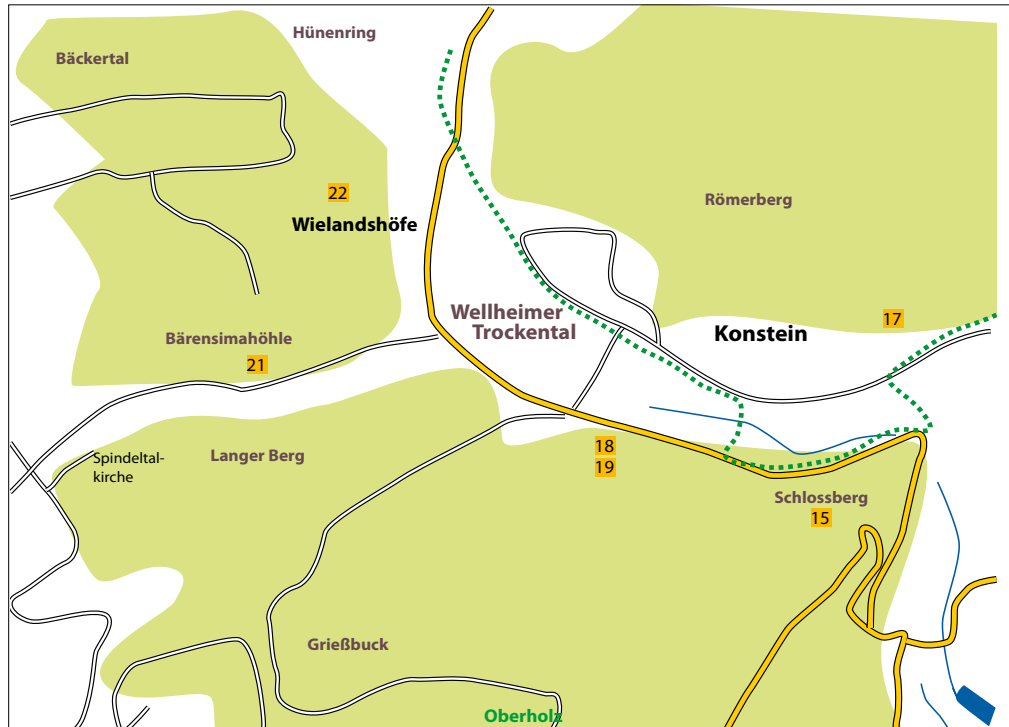 Hünenring
Bäckertal
22
Wielandshöfe
Römerberg
Wellheimer
Trockental
17
Konstein
Bärensimahöhle
21
18
19
Spindeltal-
kirche
Langer Berg
Schlossberg
15
Grießbuck
Oberholz